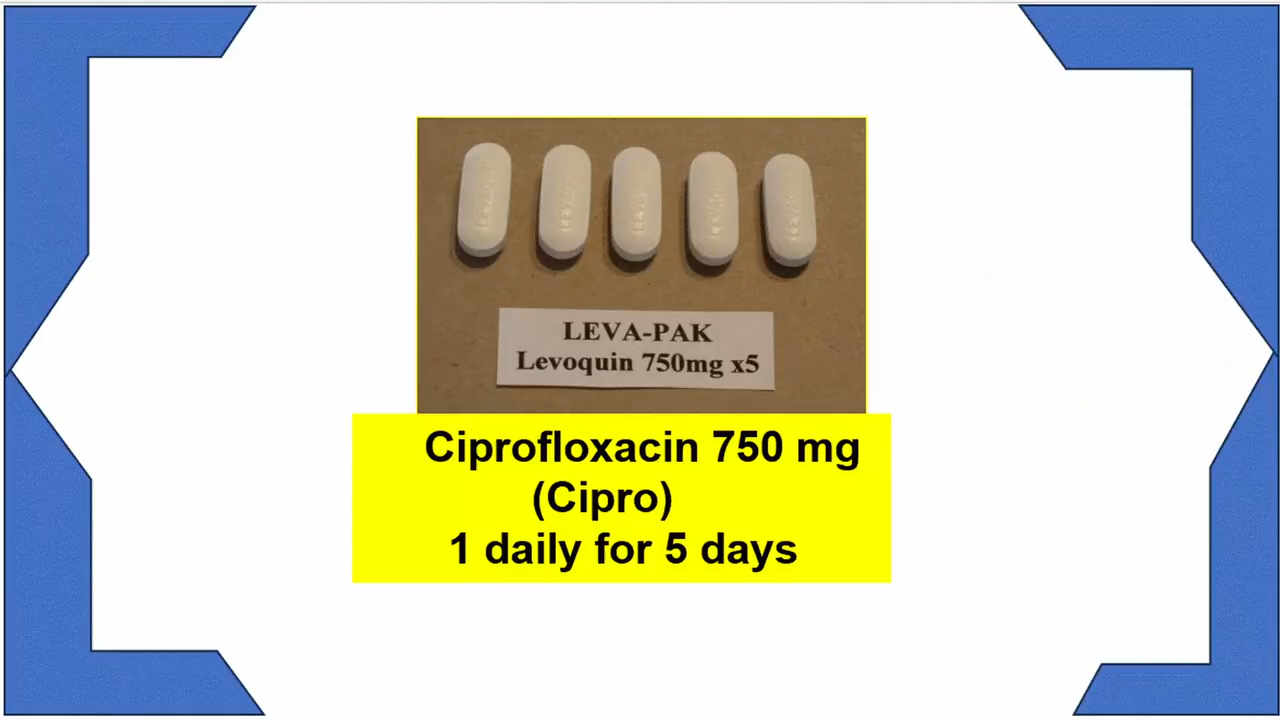 LEVA-PAK
Levoquin 750mg x5
Ciprofloxacin 750 mg
(Cipro)
1 daily for 5 days